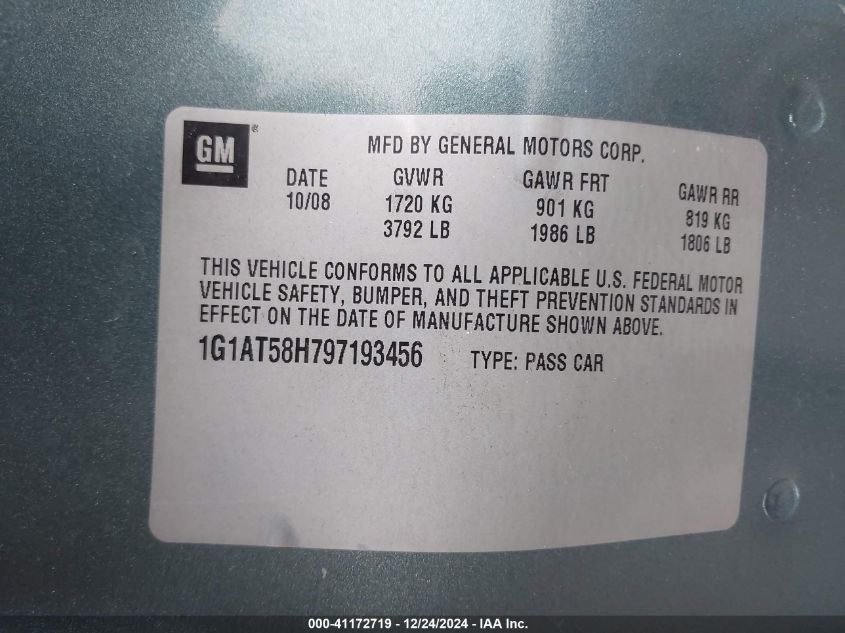 GM®
MFD BY GENERAL MOTORS CORP.
DATE GVWR GAWR FRT GAWR RR
10/08 1720 KG 901 KG 819 KG
3792 LB 1986 LB 1806 LB
THIS VEHICLE CONFORMS TO ALL APPLICABLE U.S. FEDERAL MOTOR
VEHICLE SAFETY, BUMPER, AND THEFT PREVENTION STANDARDS IN
EFFECT ON THE DATE OF MANUFACTURE SHOWN ABOVE.
1G1AT58H797193456 TYPE: PASS CAR
000-41172719 - 12/24/2024 - IAA Inc.